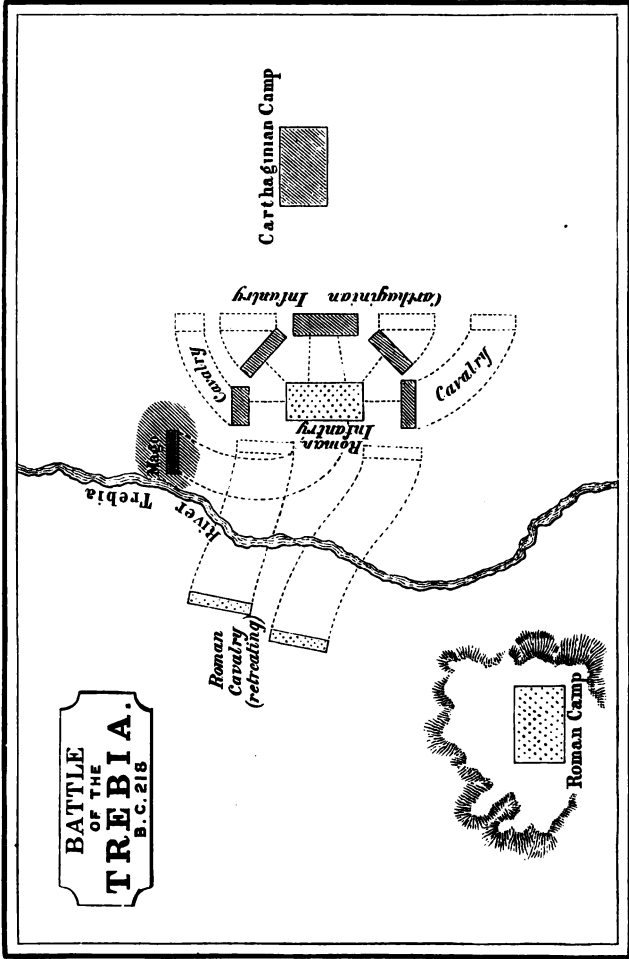 BATTLE
OF THE
TREBIA.
B.C. 218
Carthaginian Camp
Carthaginian Infantry
Cavalry
Cavalry
Roman
Infantry
Mago
River Trebia
Roman
Cavalry
(retreating)
Roman Camp